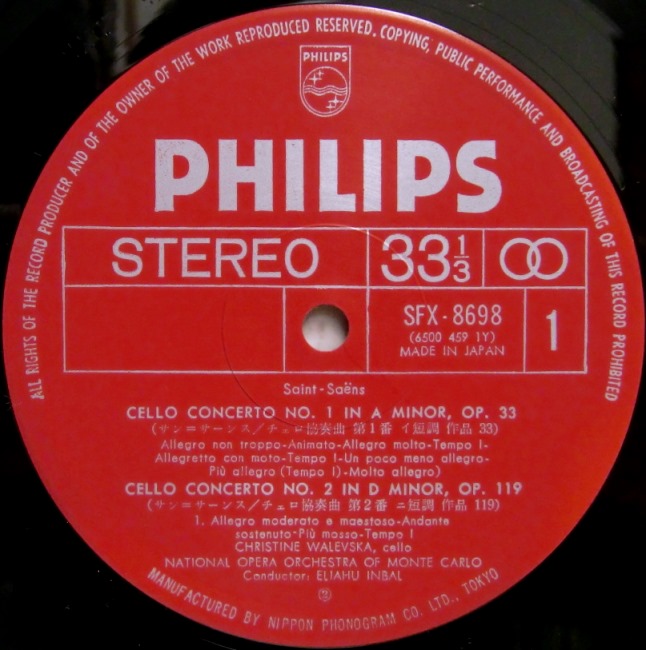 ALL RIGHTS OF THE RECORD PRODUCER AND OF THE OWNER OF THE WORK REPRODUCED RESERVED. COPYING, PUBLIC PERFORMANCE AND BROADCASTING OF THIS RECORD PROHIBITED
PHILIPS
PHILIPS
STEREO 33 1/3
SFX-8698 1
(6500 459 1Y)
MADE IN JAPAN
Saint-Saëns
CELLO CONCERTO NO. 1 IN A MINOR, OP. 33
(サン=サーンス/チェロ協奏曲 第1番 イ短調 作品 33)
Allegro non troppo-Animato-Allegro molto-Tempo I-
Allegretto con moto-Tempo I-Un poco meno allegro-
Più allegro (Tempo I)-Molto allegro)
CELLO CONCERTO NO. 2 IN D MINOR, OP. 119
(サン=サーンス/チェロ協奏曲 第2番 ニ短調 作品 119)
1. Allegro moderato e maestoso-Andante
sostenuto-Più mosso-Tempo I
CHRISTINE WALEVSKA, cello
NATIONAL OPERA ORCHESTRA OF MONTE CARLO
Conductor: ELIAHU INBAL
MANUFACTURED BY NIPPON PHONOGRAM CO. LTD., TOKYO